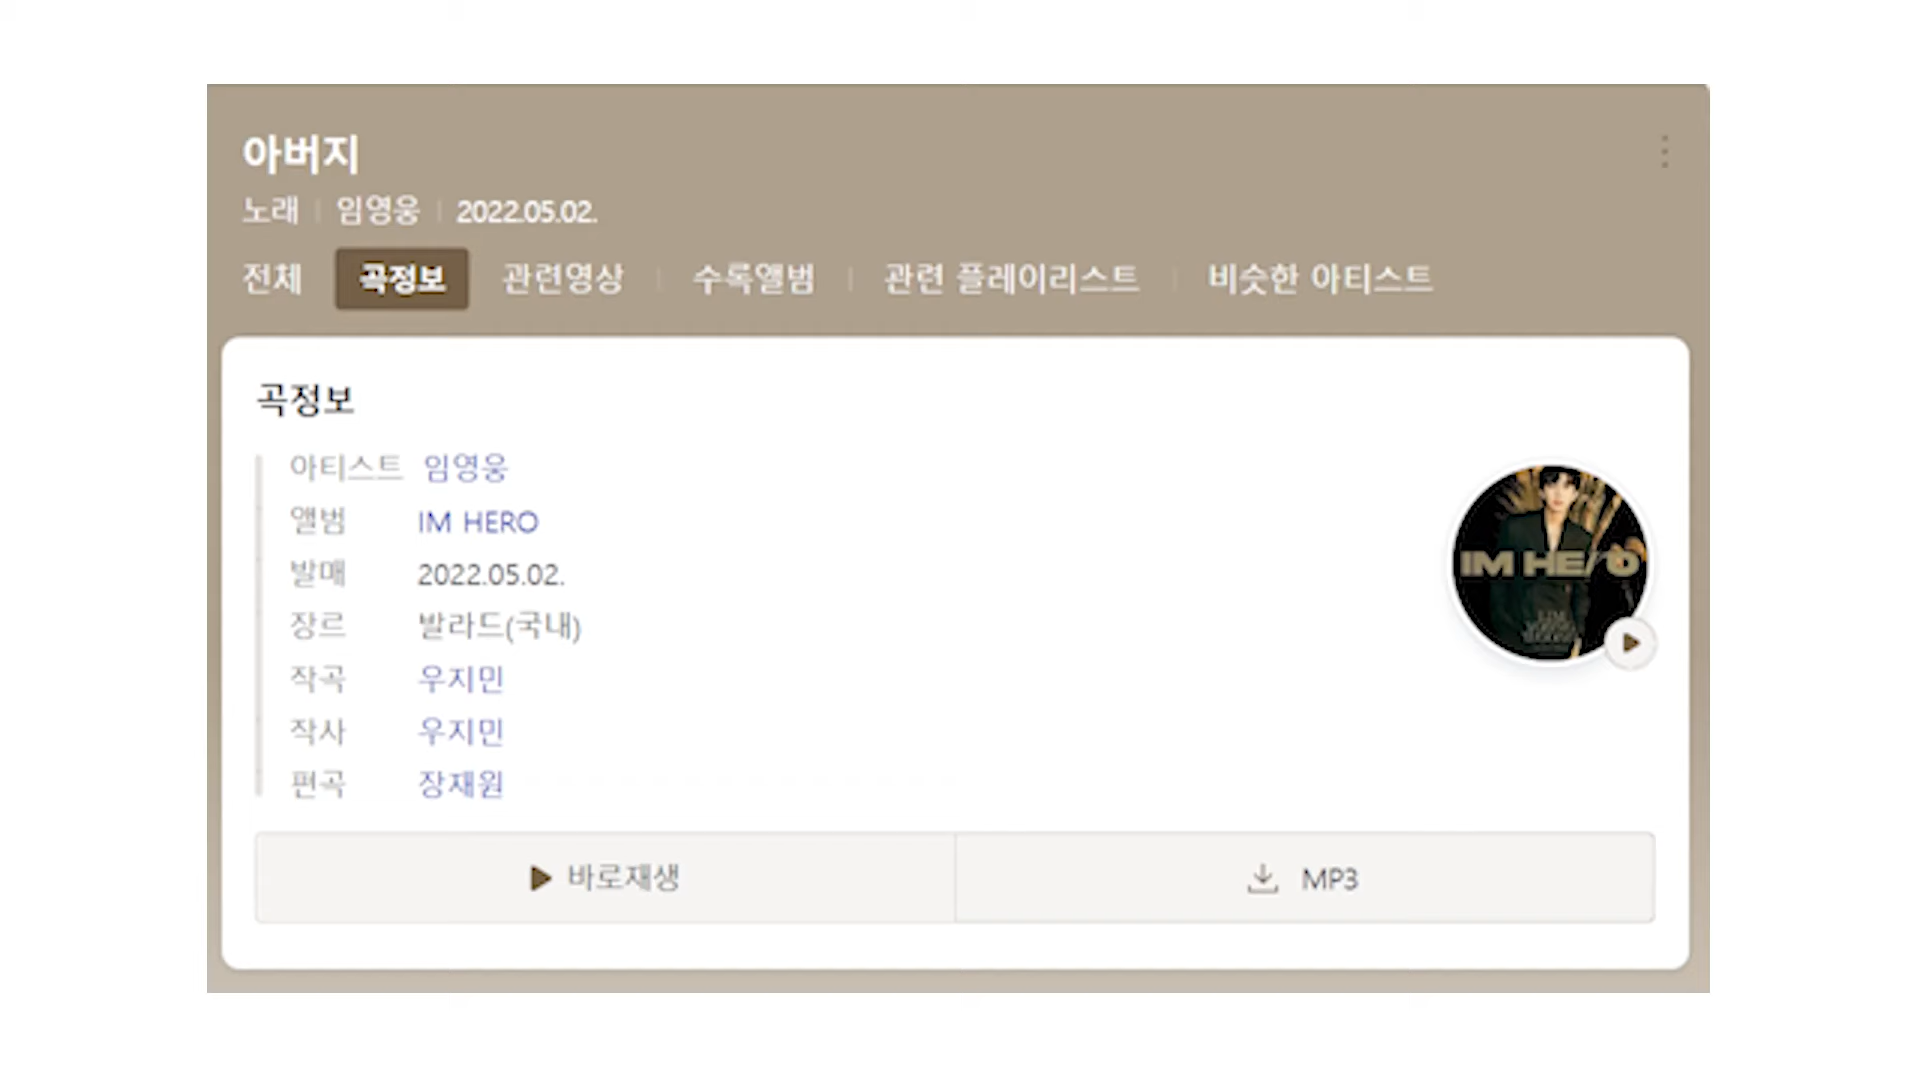 아버지
노래 임영웅 2022.05.02.
전체 곡정보 관련영상 수록앨범 관련 플레이리스트 비슷한 아티스트
곡정보
아티스트 임영웅
앨범 IM HERO
발매 2022.05.02.
장르 발라드(국내)
작곡 우지민
작사 우지민
편곡 장재원
IM HERO
바로재생 MP3